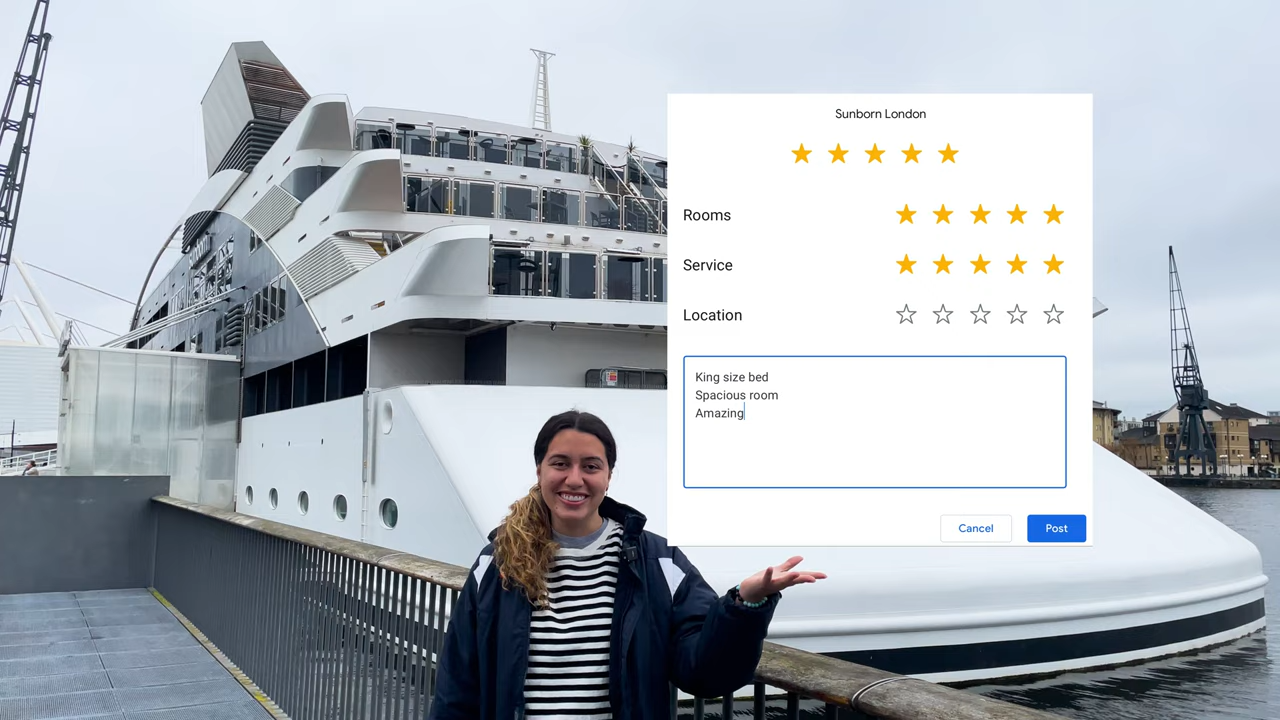 Sunborn London
Rooms
Service
Location
King size bed
Spacious room
Amazing
Cancel
Post